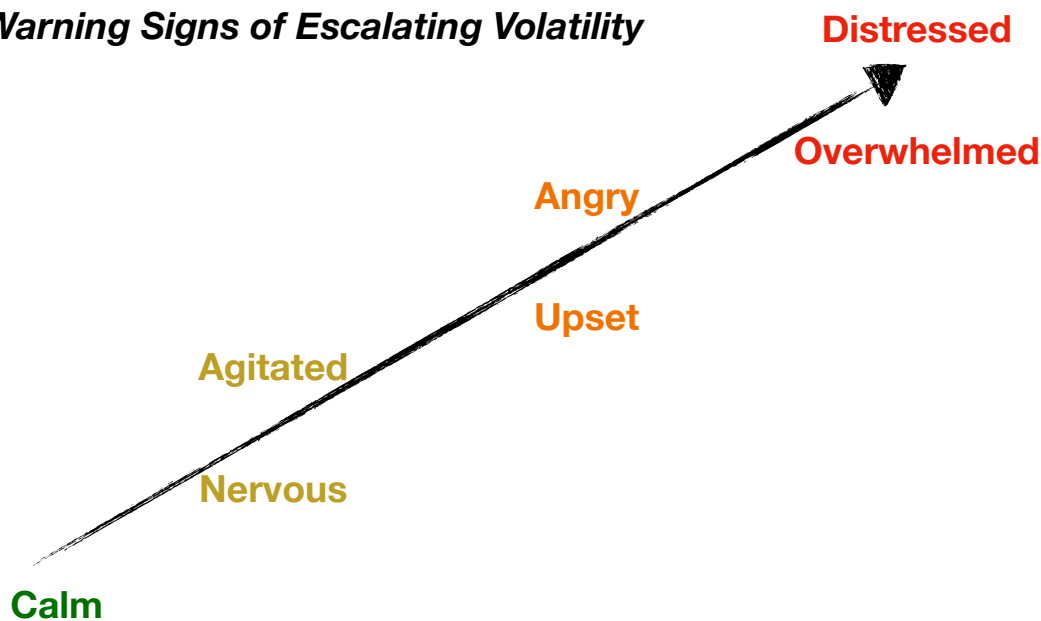 Warning Signs of Escalating Volatility
Distressed
Overwhelmed
Angry
Upset
Agitated
Nervous
Calm